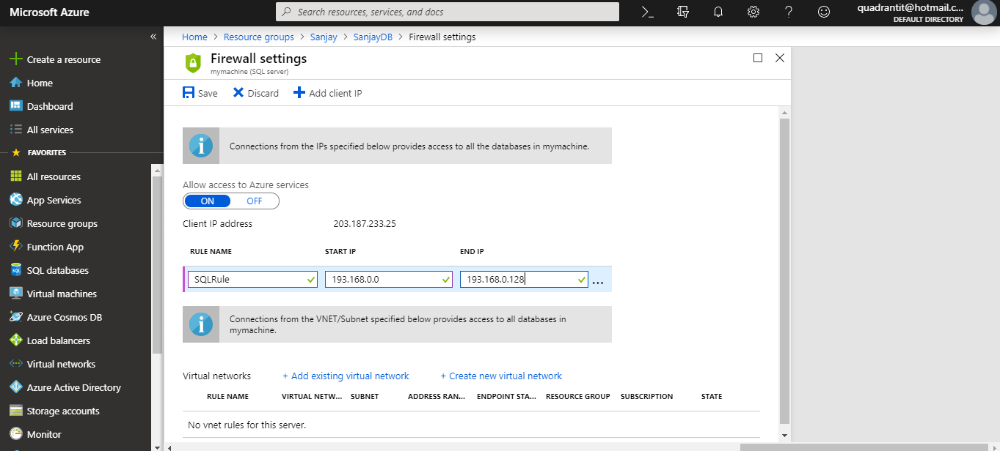 Microsoft Azure
Search resources, services, and docs
quadrantit@hotmail.c...
DEFAULT DIRECTORY
Create a resource
Home
Dashboard
All services
FAVORITES
All resources
App Services
Resource groups
Function App
SQL databases
Virtual machines
Azure Cosmos DB
Load balancers
Virtual networks
Azure Active Directory
Storage accounts
Monitor
Home > Resource groups > Sanjay > SanjayDB > Firewall settings
Firewall settings
mymachine (SQL server)
Save Discard Add client IP
Connections from the IPs specified below provides access to all the databases in mymachine.
Allow access to Azure services
ON OFF
Client IP address 203.187.233.25
RULE NAME START IP END IP
SQLRule 193.168.0.0 193.168.0.128 ...
Connections from the VNET/Subnet specified below provides access to all databases in
mymachine.
Virtual networks + Add existing virtual network + Create new virtual network
RULE NAME VIRTUAL NETW... SUBNET ADDRESS RAN... ENDPOINT STA... RESOURCE GROUP SUBSCRIPTION STATE
No vnet rules for this server.